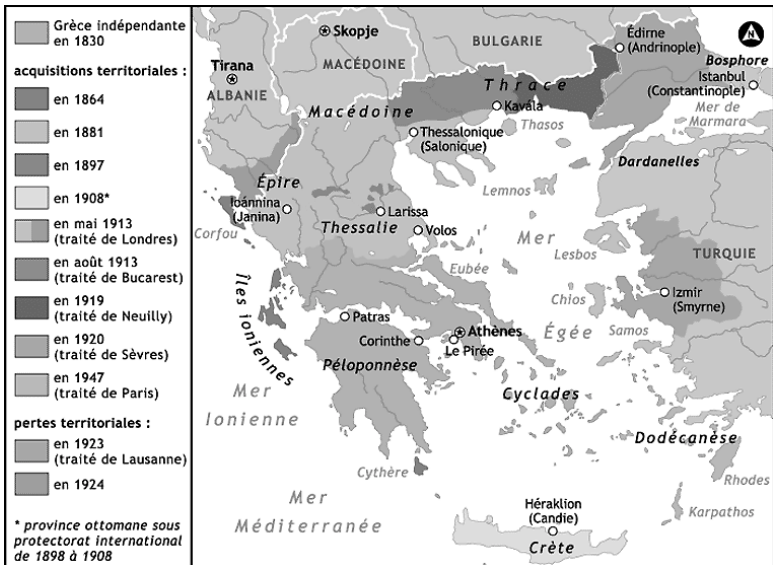 Grèce indépendante
en 1830
acquisitions territoriales :
en 1864
en 1881
en 1897
en 1908*
en mai 1913
(traité de Londres)
en août 1913
(traité de Bucarest)
en 1919
(traité de Neuilly)
en 1920
(traité de Sèvres)
en 1947
(traité de Paris)
pertes territoriales :
en 1923
(traité de Lausanne)
en 1924
* province ottomane sous
protectorat international
de 1898 à 1908
N
Skopje
MACÉDOINE
BULGARIE
Édirne
(Andrinople)
Tirana
ALBANIE
Bosphore
Istanbul
(Constantinople)
Mer de
Marmara
Thrace
Macédoine
Kavála
Thasos
Thessalonique
(Salonique)
Dardanelles
Épire
Ioánnina
(Janina)
Lemnos
Corfou
Larissa
Thessalie
Volos
Mer
Égée
Lesbos
TURQUIE
Eubée
Îles ioniennes
Chios
Izmir
(Smyrne)
Patras
Athènes
Corinthe
Le Pirée
Samos
Péloponnèse
Mer
Ionienne
Cyclades
Dodécanèse
Cythère
Rhodes
Karpathos
Mer
Méditerranée
Héraklion
(Candie)
Crète